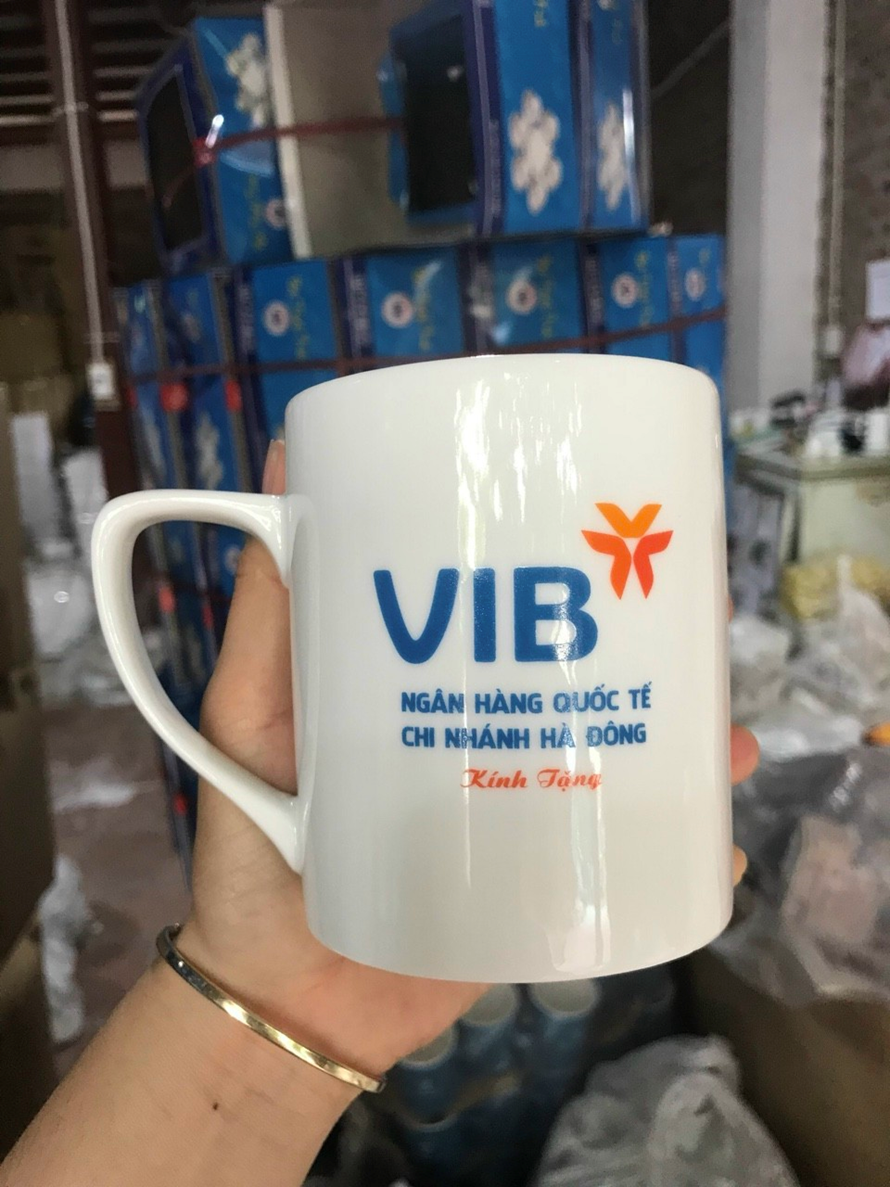 VIB
NGÂN HÀNG QUỐC TẾ
CHI NHÁNH HÀ ĐÔNG
Kính Tặng